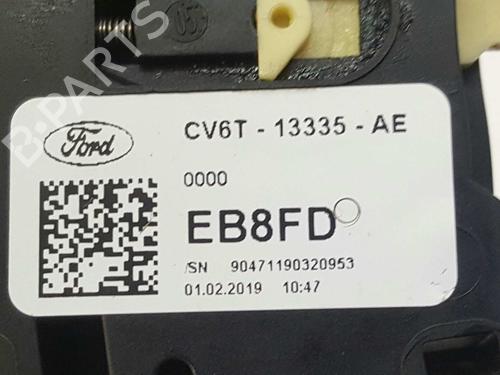 B-PARTS
Ford
CV6T - 13335 - AE
0000
EB8FD
/SN 90471190320953
01.02.2019 10:47